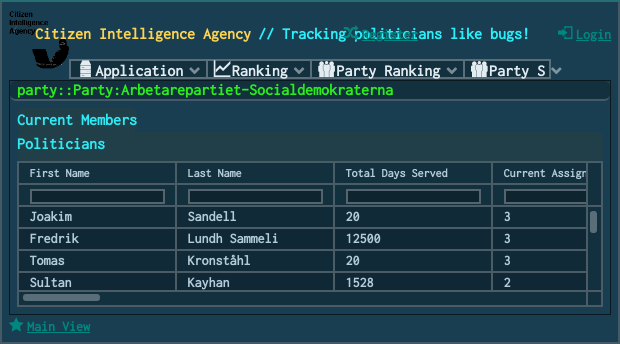 Citizen
Intelligence
Agency
Citizen Intelligence Agency // Tracking politicians like bugs!
Register
Login
Application Ranking Party Ranking Party S
party::Party:Arbetarepartiet-Socialdemokraterna
Current Members
Politicians
First Name Last Name Total Days Served Current Assign
Joakim Sandell 20 3
Fredrik Lundh Sammeli 12500 3
Tomas Kronståhl 20 3
Sultan Kayhan 1528 2
Main View